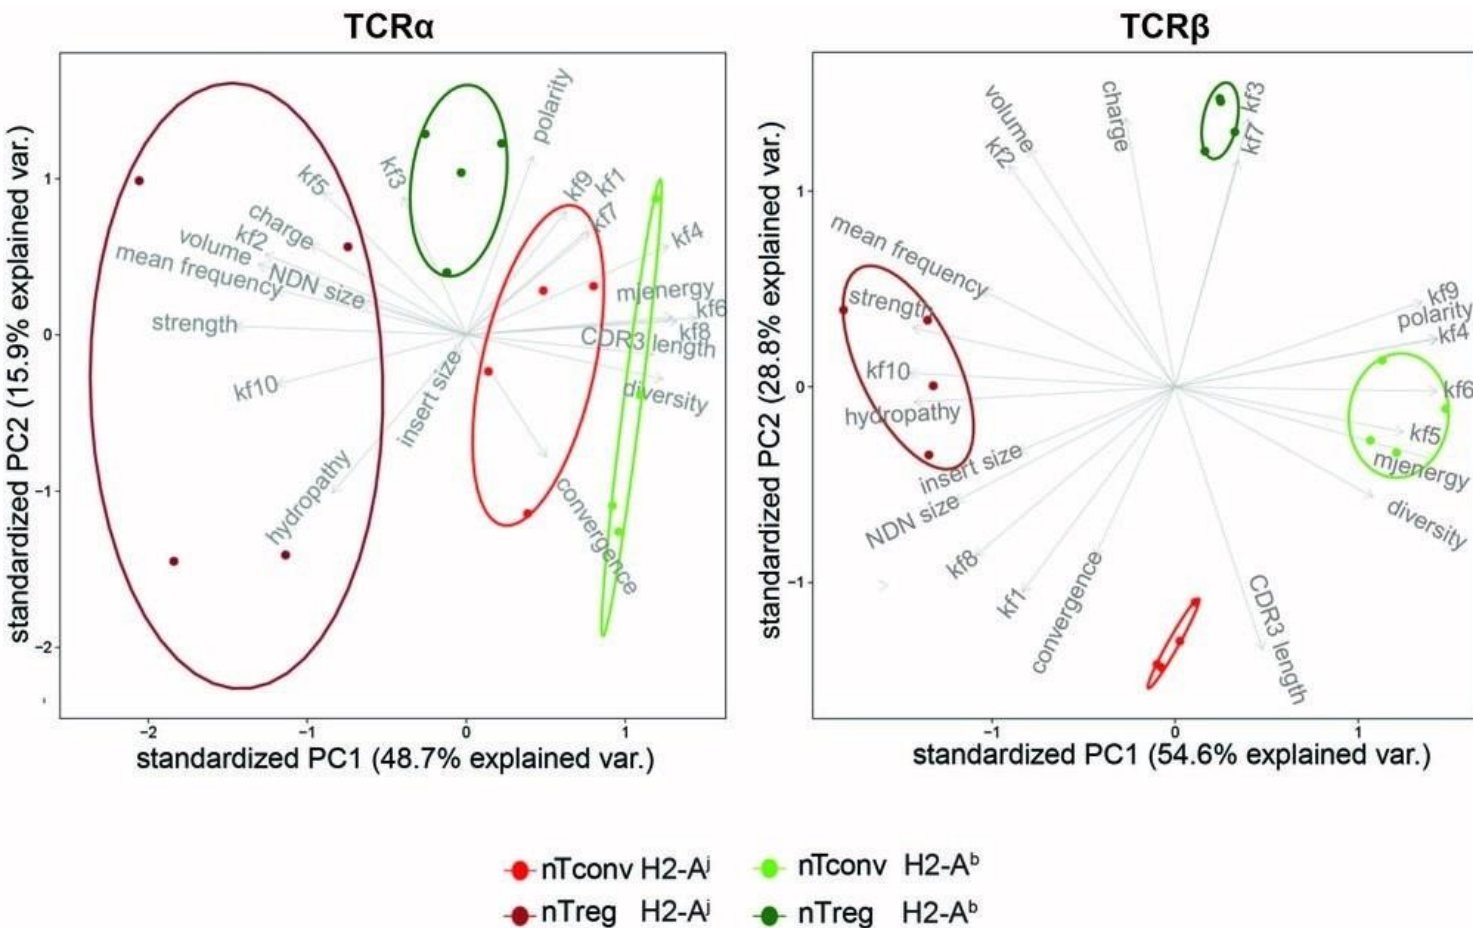 TCRα
standardized PC2 (15.9% explained var.)
1
0
−1
−2
polarity
kf3
kf5
kf9
kf1
kf7
kf4
charge
kf2
volume
mean frequency
NDN size
strength
kf10
insert size
hydropathy
mjenergy
kf6
kf8
CDR3 length
diversity
convergence
−2
−1
0
1
standardized PC1 (48.7% explained var.)
TCRβ
standardized PC2 (28.8% explained var.)
1
0
−1
volume
kf2
charge
kf3
kf7
mean frequency
strength
kf10
hydropathy
insert size
NDN size
kf8
kf1
convergence
CDR3 length
kf9
polarity
kf4
kf6
kf5
mjenergy
diversity
−1
0
1
standardized PC1 (54.6% explained var.)
nTconv H2-Aʲ nTconv H2-Aᵇ
nTreg H2-Aʲ nTreg H2-Aᵇ